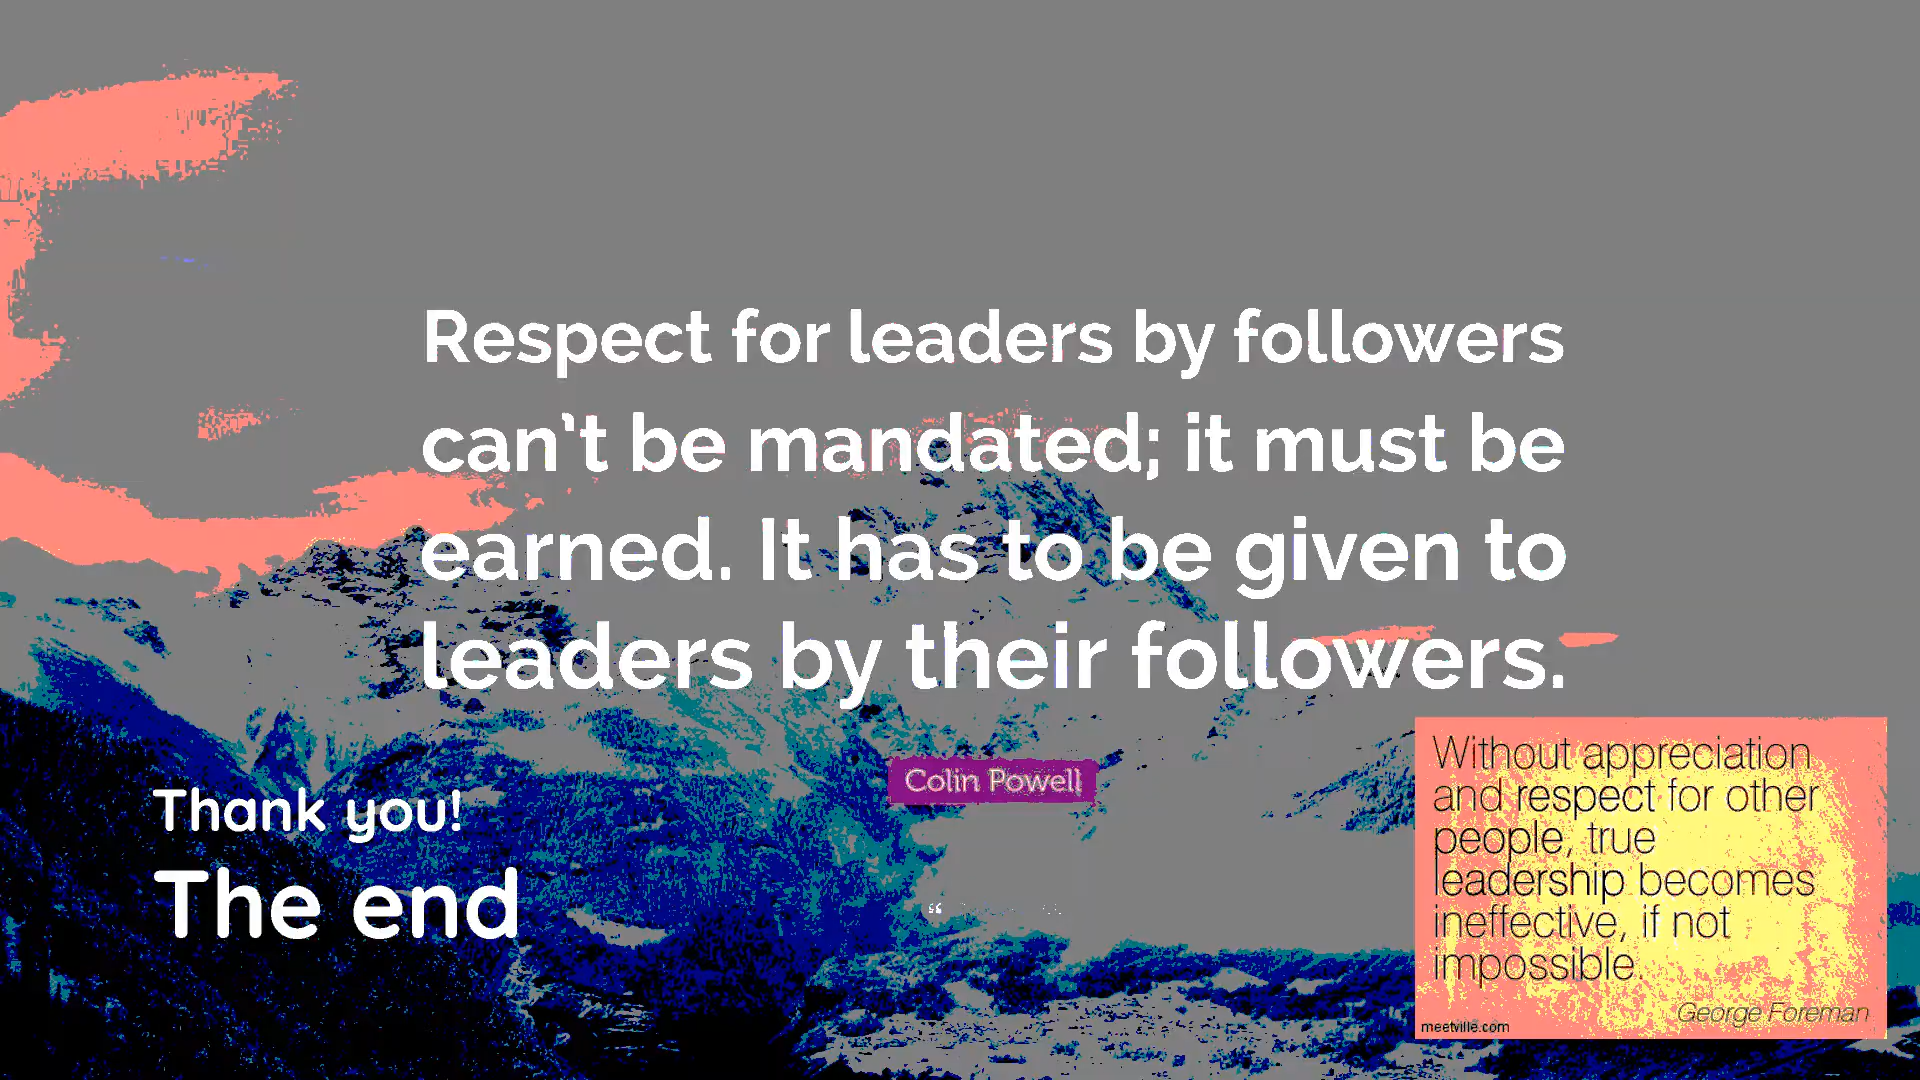 Respect for leaders by followers
can’t be mandated; it must be
earned. It has to be given to
leaders by their followers.
Colin Powell
“
Thank you!
The end
Without appreciation
and respect for other
people, true
leadership becomes
ineffective, if not
impossible.
George Foreman
meetville.com